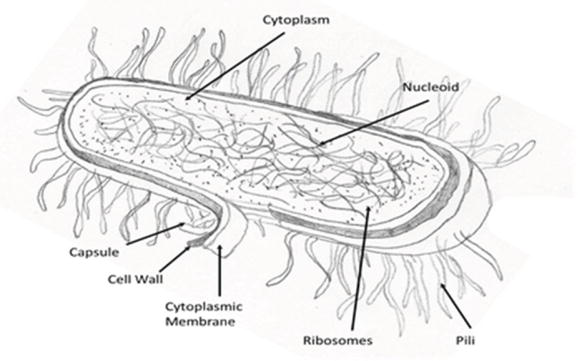 Cytoplasm
Nucleoid
Capsule
Cell Wall
Cytoplasmic
Membrane
Ribosomes
Pili